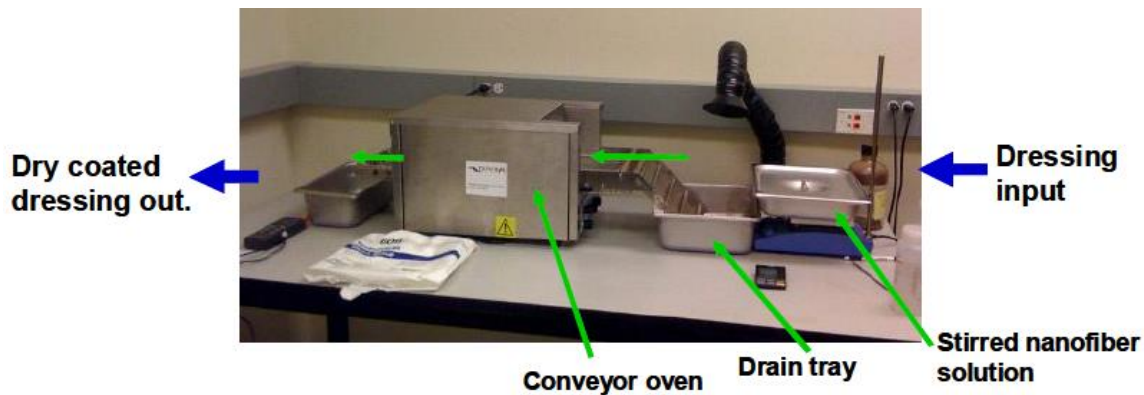 Dry coated
dressing out.
Dressing
input
Conveyor oven
Drain tray
Stirred nanofiber
solution